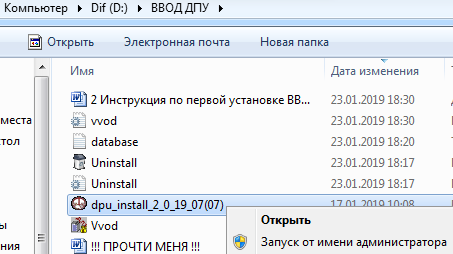 Компьютер ▸ Dif (D:) ▸ ВВОД ДПУ ▸
Открыть Электронная почта Новая папка
Имя Дата изменения
места
тол
ния
2 Инструкция по первой установке ВВ... 23.01.2019 18:30
vvod 23.01.2019 18:30
database 23.01.2019 18:20
Uninstall 23.01.2019 18:17
Uninstall 23.01.2019 18:17
dpu_install_2_0_19_07(07) 17.01.2019 10:08
Vvod
!!! ПРОЧТИ МЕНЯ !!!
Открыть
Запуск от имени администратора